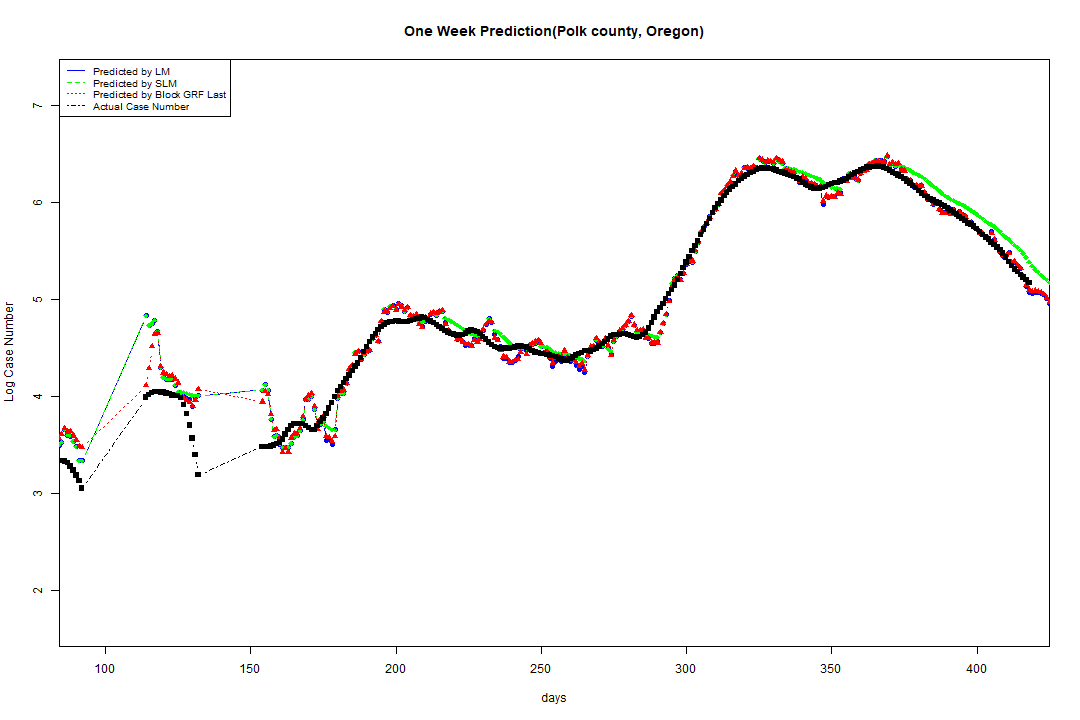 One Week Prediction(Polk county, Oregon)
Predicted by LM
Predicted by SLM
Predicted by Block GRF Last
Actual Case Number
7
6
5
4
3
2
Log Case Number
100 150 200 250 300 350 400
days